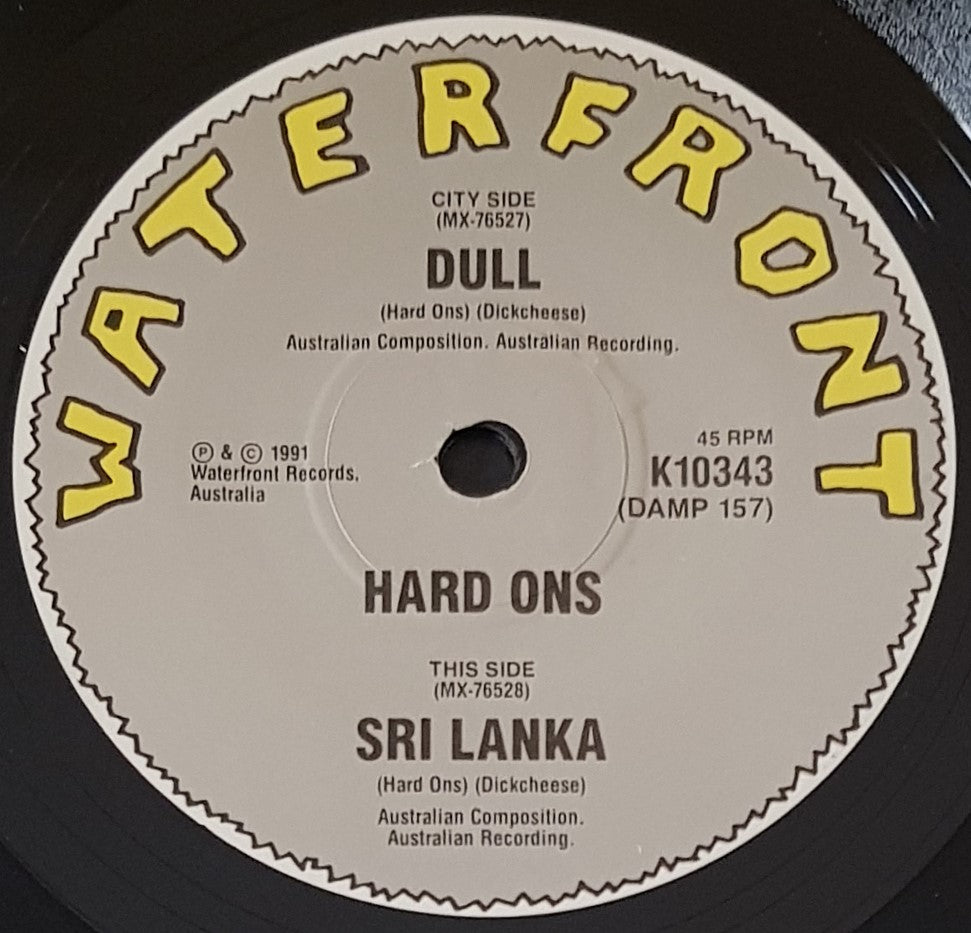 WATERFRONT
CITY SIDE
(MX-76527)
DULL
(Hard Ons) (Dickcheese)
Australian Composition. Australian Recording.
Ⓟ & © 1991
Waterfront Records,
Australia
45 RPM
K10343
(DAMP 157)
HARD ONS
THIS SIDE
(MX-76528)
SRI LANKA
(Hard Ons) (Dickcheese)
Australian Composition.
Australian Recording.